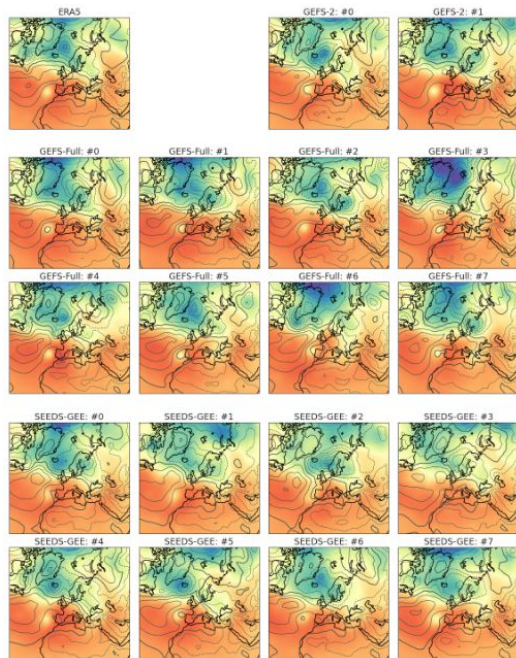 ERA5 GEFS-2: #0 GEFS-2: #1
GEFS-Full: #0 GEFS-Full: #1 GEFS-Full: #2 GEFS-Full: #3
GEFS-Full: #4 GEFS-Full: #5 GEFS-Full: #6 GEFS-Full: #7
SEEDS-GEE: #0 SEEDS-GEE: #1 SEEDS-GEE: #2 SEEDS-GEE: #3
SEEDS-GEE: #4 SEEDS-GEE: #5 SEEDS-GEE: #6 SEEDS-GEE: #7